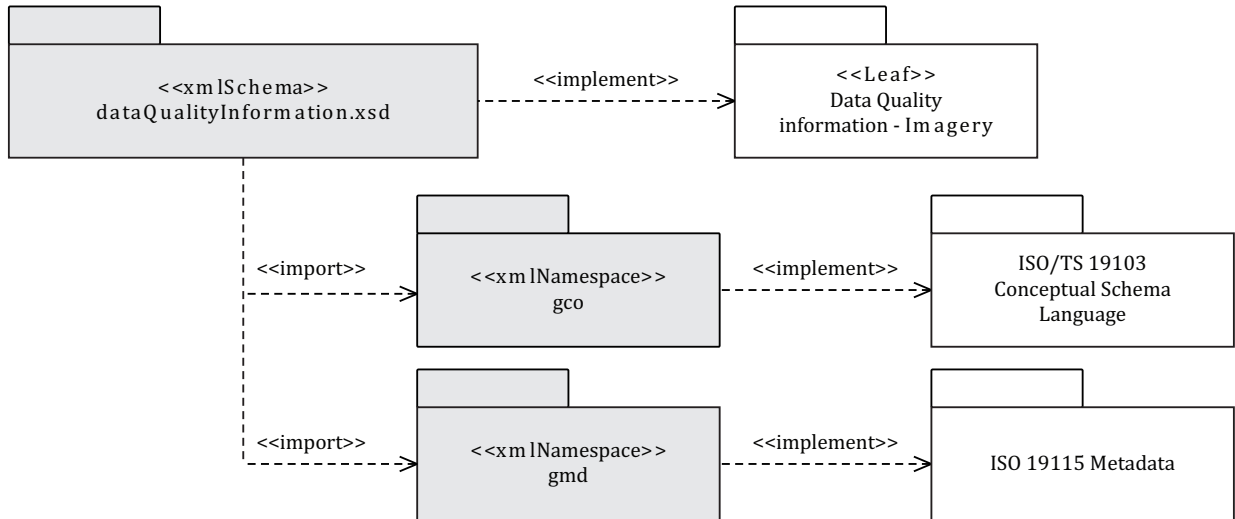 <<xmlSchema>>
dataQualityInformation.xsd
<<implement>>
<<Leaf>>
Data Quality
information - Imagery
<<import>>
<<xmlNamespace>>
gco
<<implement>>
ISO/TS 19103
Conceptual Schema
Language
<<import>>
<<xmlNamespace>>
gmd
<<implement>>
ISO 19115 Metadata